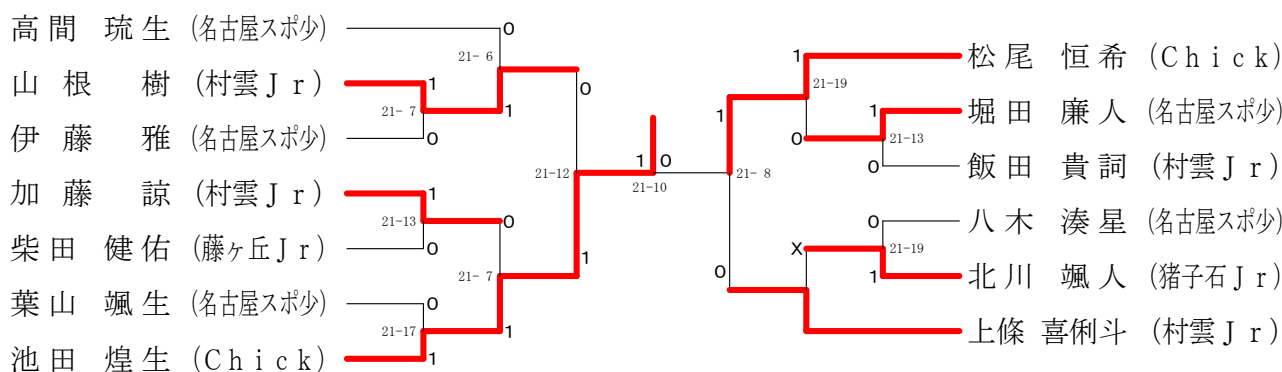 高間 琉生 (名古屋スポ少)
山根 樹 (村雲Jr)
伊藤 雅 (名古屋スポ少)
加藤 諒 (村雲Jr)
柴田 健佑 (藤ヶ丘Jr)
葉山 颯生 (名古屋スポ少)
池田 煌生 (Chick)
0
21- 6
1
21- 7
1
0
0
1
21-13
0
0
21- 7
0
21-17
1
1
21-12
1
1 0
21-10
1
21- 8
0
1
21-19
0
1
21-13
0
X
0
21-19
1
松尾 恒希 (Chick)
堀田 廉人 (名古屋スポ少)
飯田 貴詞 (村雲Jr)
八木 湊星 (名古屋スポ少)
北川 颯人 (猪子石Jr)
上條 喜俐斗 (村雲Jr)